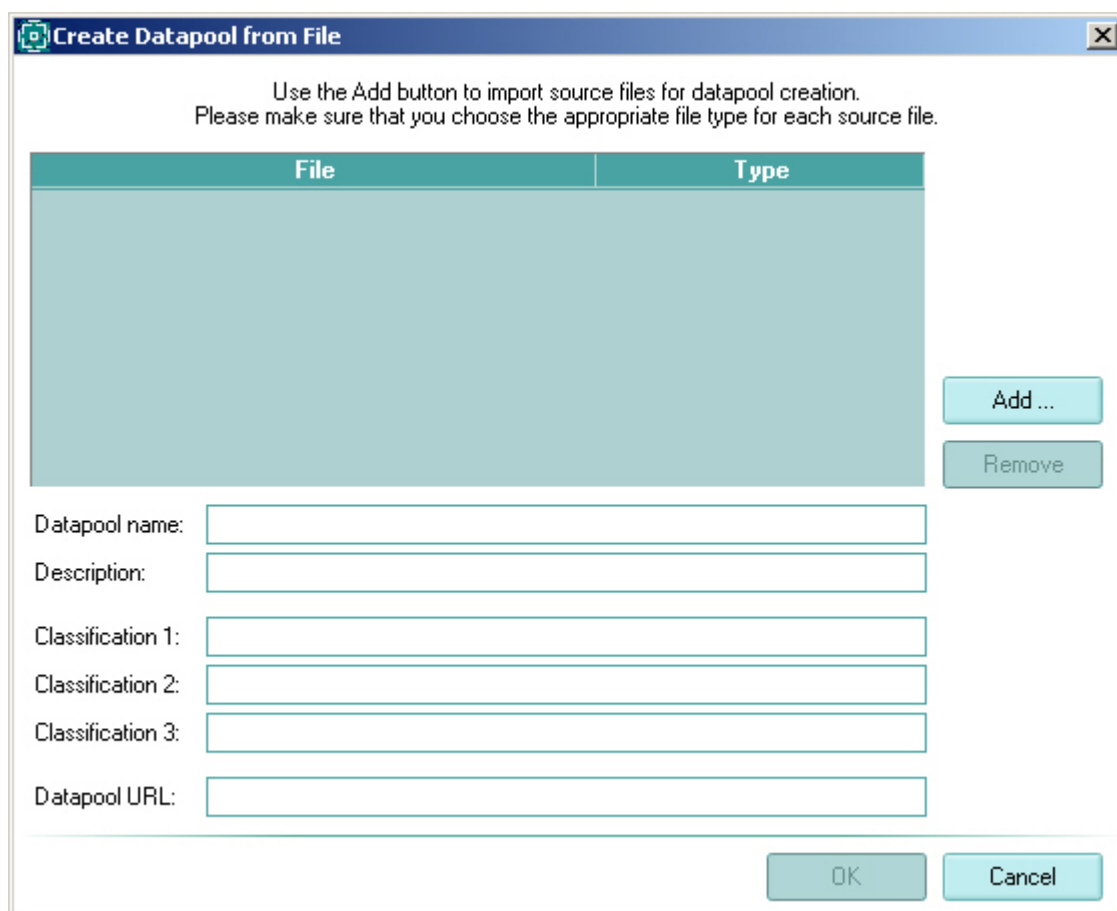 Create Datapool from File
Use the Add button to import source files for datapool creation.
Please make sure that you choose the appropriate file type for each source file.
File Type
Add ...
Remove
Datapool name:
Description:
Classification 1:
Classification 2:
Classification 3:
Datapool URL:
OK Cancel